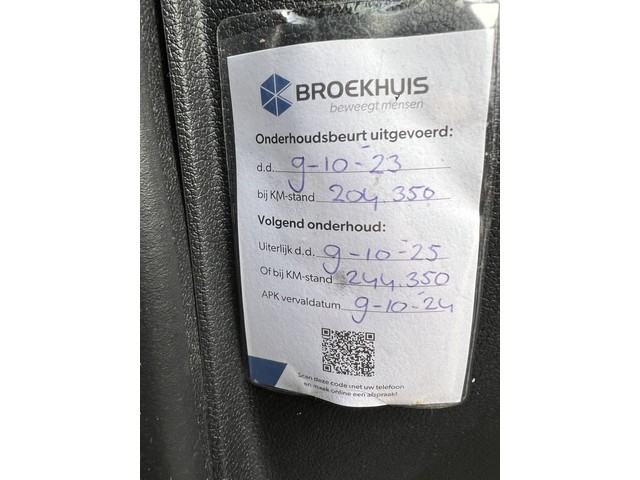 BROEKHUIS
beweegt mensen
Onderhoudsbeurt uitgevoerd:
d.d. 9-10-23
bij KM-stand 204.350
Volgend onderhoud:
Uiterlijk d.d. 9-10-25
Of bij KM-stand 244.350
APK vervaldatum 9-10-24
Scan deze code met uw telefoon
en maak online een afspraak!